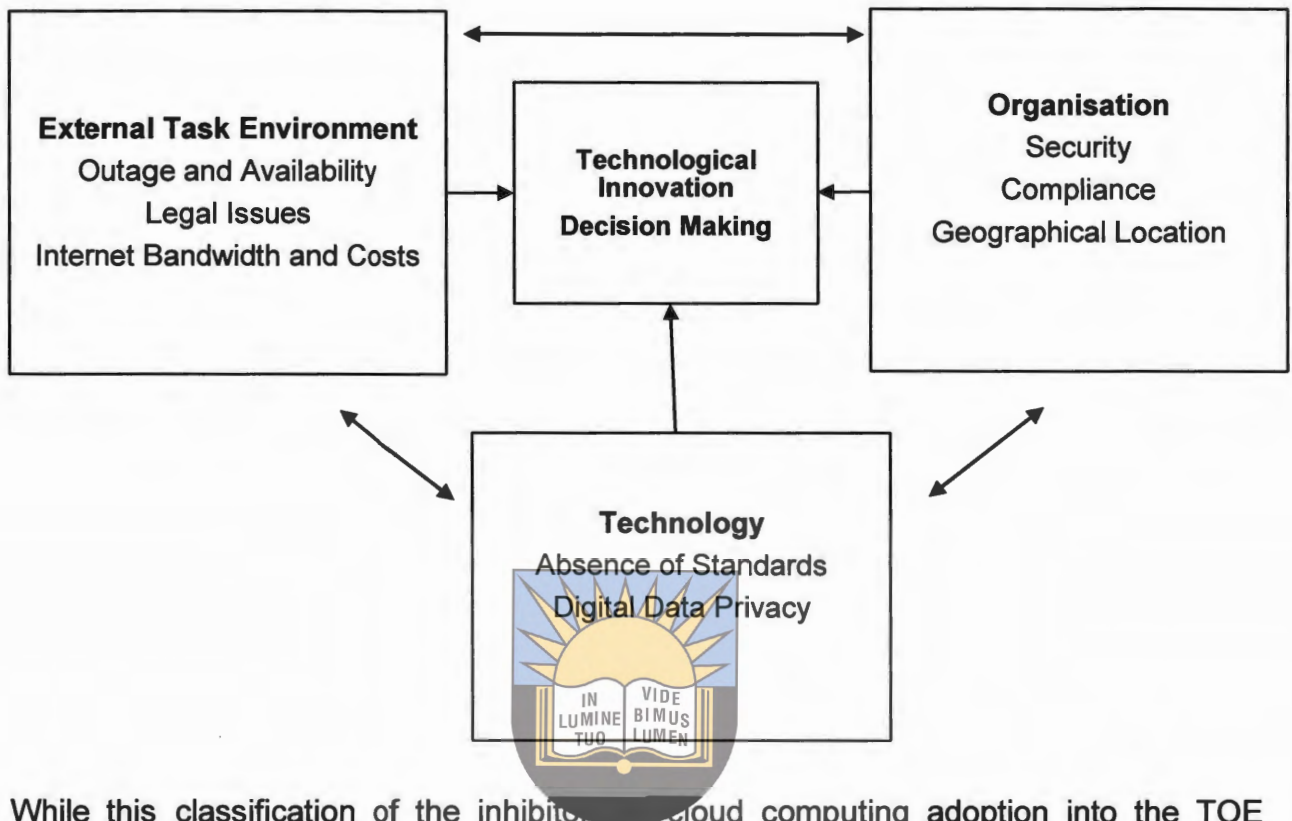 External Task Environment
Outage and Availability
Legal Issues
Internet Bandwidth and Costs
Technological
Innovation
Decision Making
Organisation
Security
Compliance
Geographical Location
Technology
Absence of Standards
Digital Data Privacy
IN
LUMINE
TUO
VIDE
BIMUS
LUMEN
While this classification of the cloud computing adoption into the TOE